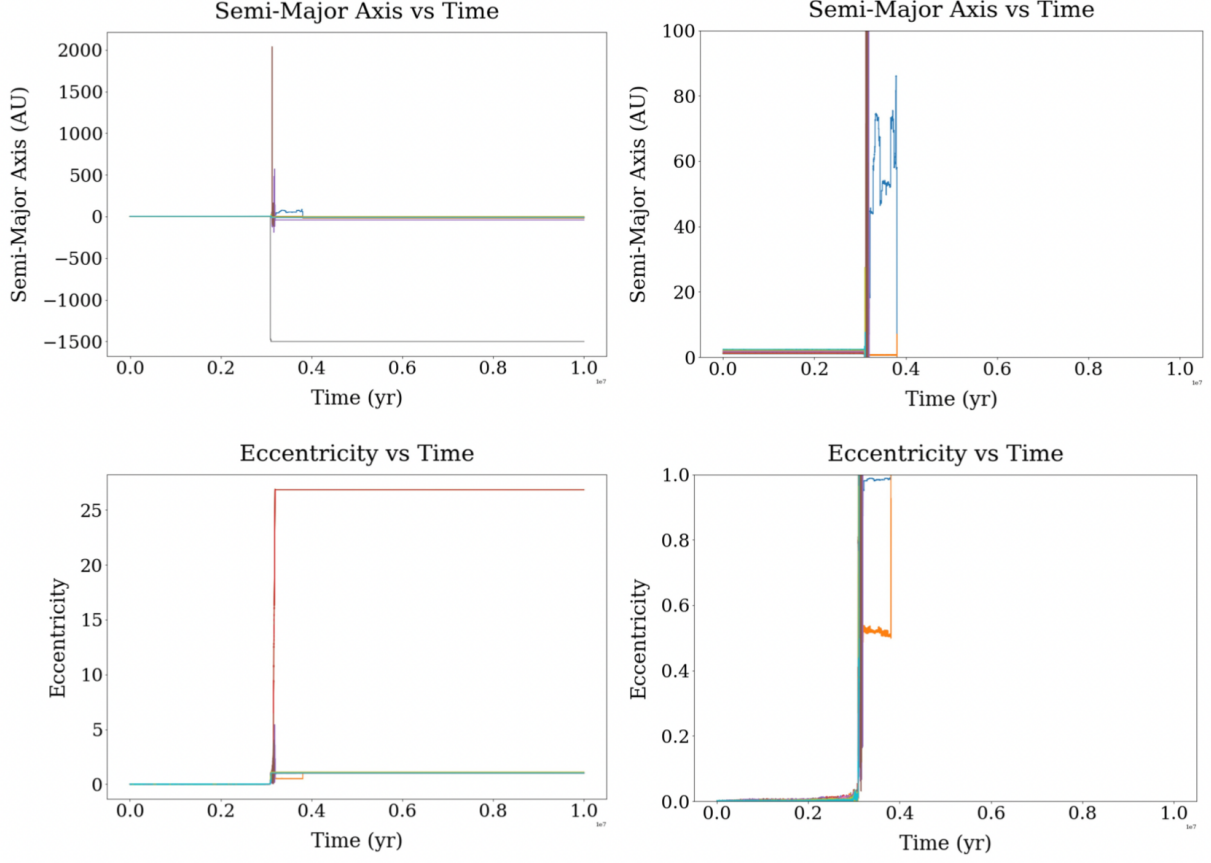 Semi-Major Axis vs Time
Semi-Major Axis (AU)
2000
1500
1000
500
0
−500
−1000
−1500
0.0 0.2 0.4 0.6 0.8 1.0
1e7
Time (yr)
Semi-Major Axis vs Time
Semi-Major Axis (AU)
100
80
60
40
20
0
0.0 0.2 0.4 0.6 0.8 1.0
1e7
Time (yr)
Eccentricity vs Time
Eccentricity
25
20
15
10
5
0
0.0 0.2 0.4 0.6 0.8 1.0
1e7
Time (yr)
Eccentricity vs Time
Eccentricity
1.0
0.8
0.6
0.4
0.2
0.0
0.0 0.2 0.4 0.6 0.8 1.0
1e7
Time (yr)